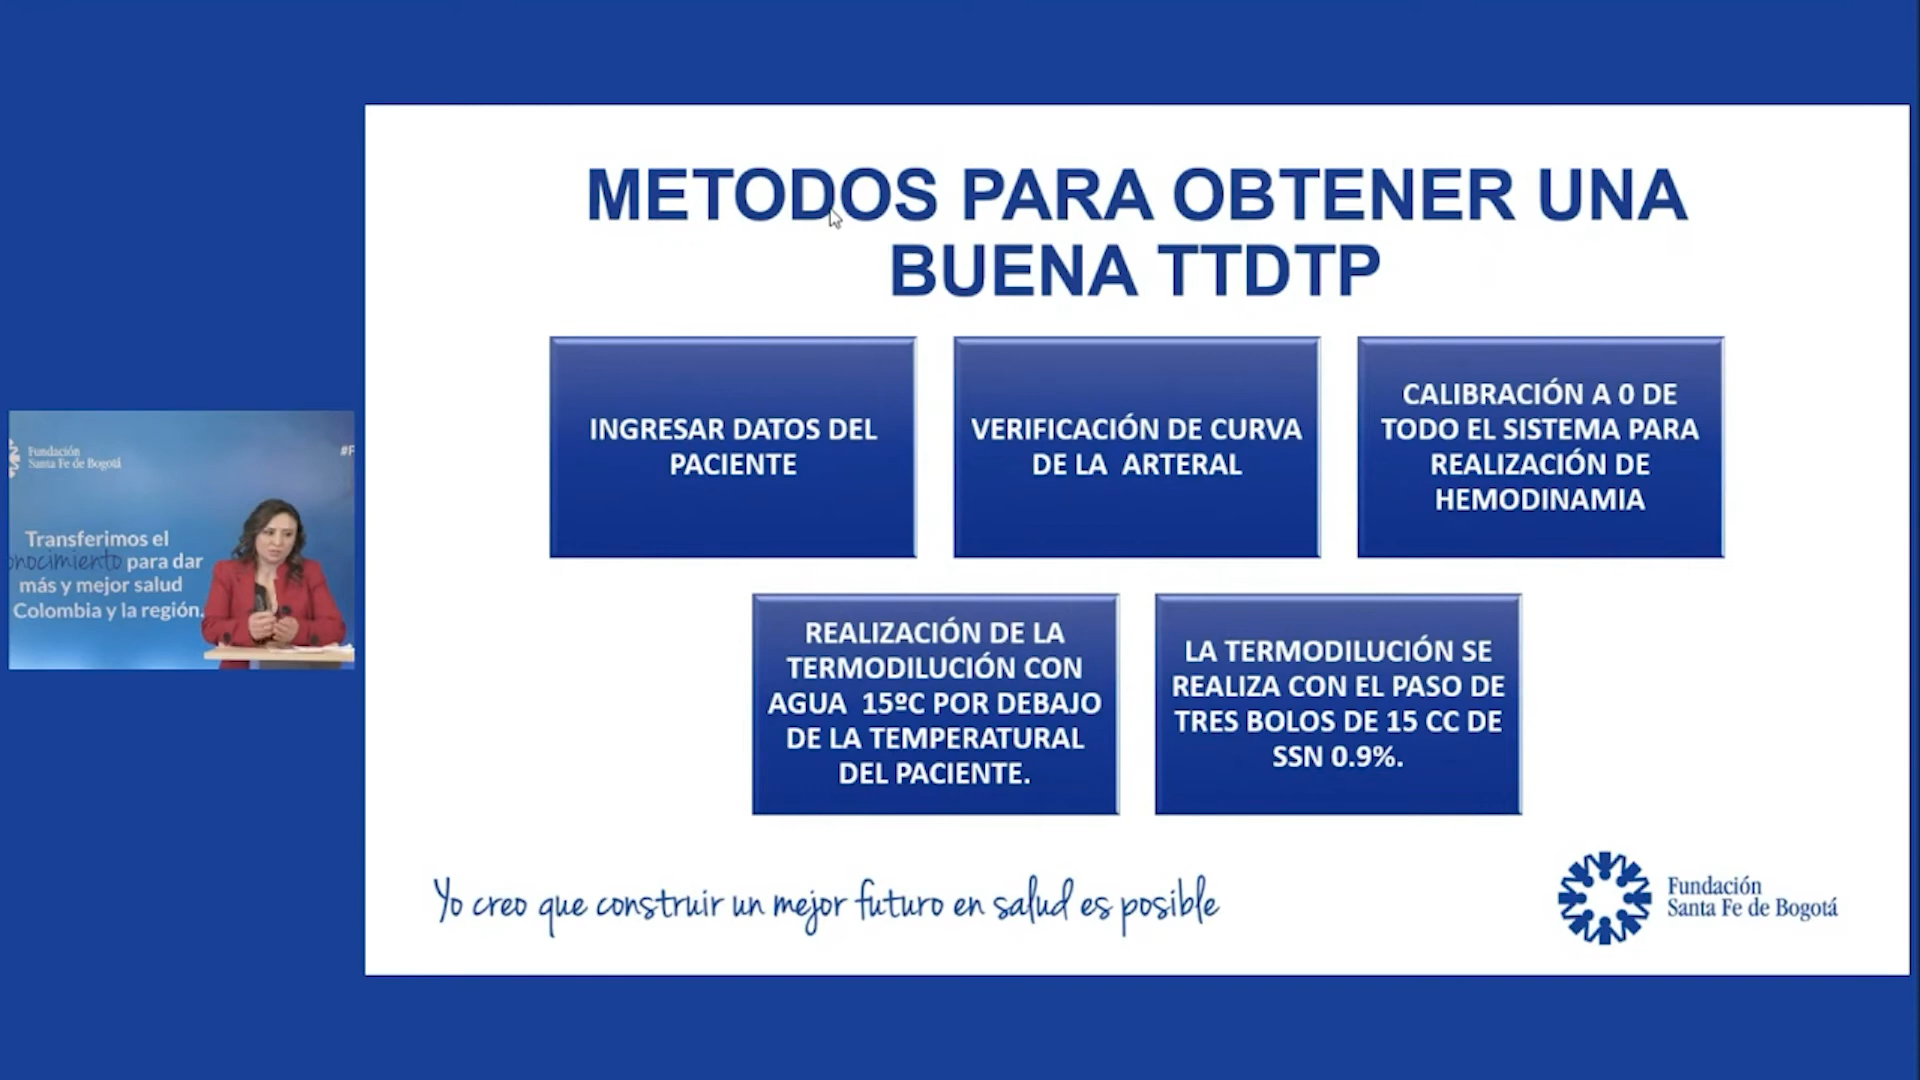 METODOS PARA OBTENER UNA
BUENA TTDTP
INGRESAR DATOS DEL
PACIENTE
VERIFICACIÓN DE CURVA
DE LA  ARTERAL
CALIBRACIÓN A 0 DE
TODO EL SISTEMA PARA
REALIZACIÓN DE
HEMODINAMIA
REALIZACIÓN DE LA
TERMODILUCIÓN CON
AGUA  15ºC POR DEBAJO
DE LA TEMPERATURAL
DEL PACIENTE.
LA TERMODILUCIÓN SE
REALIZA CON EL PASO DE
TRES BOLOS DE 15 CC DE
SSN 0.9%.
Yo creo que construir un mejor futuro en salud es posible
Fundación
Santa Fe de Bogotá
Fundación
Santa Fe de Bogotá
#F
Transferimos el
onocimiento para dar
más y mejor salud
Colombia y la región.